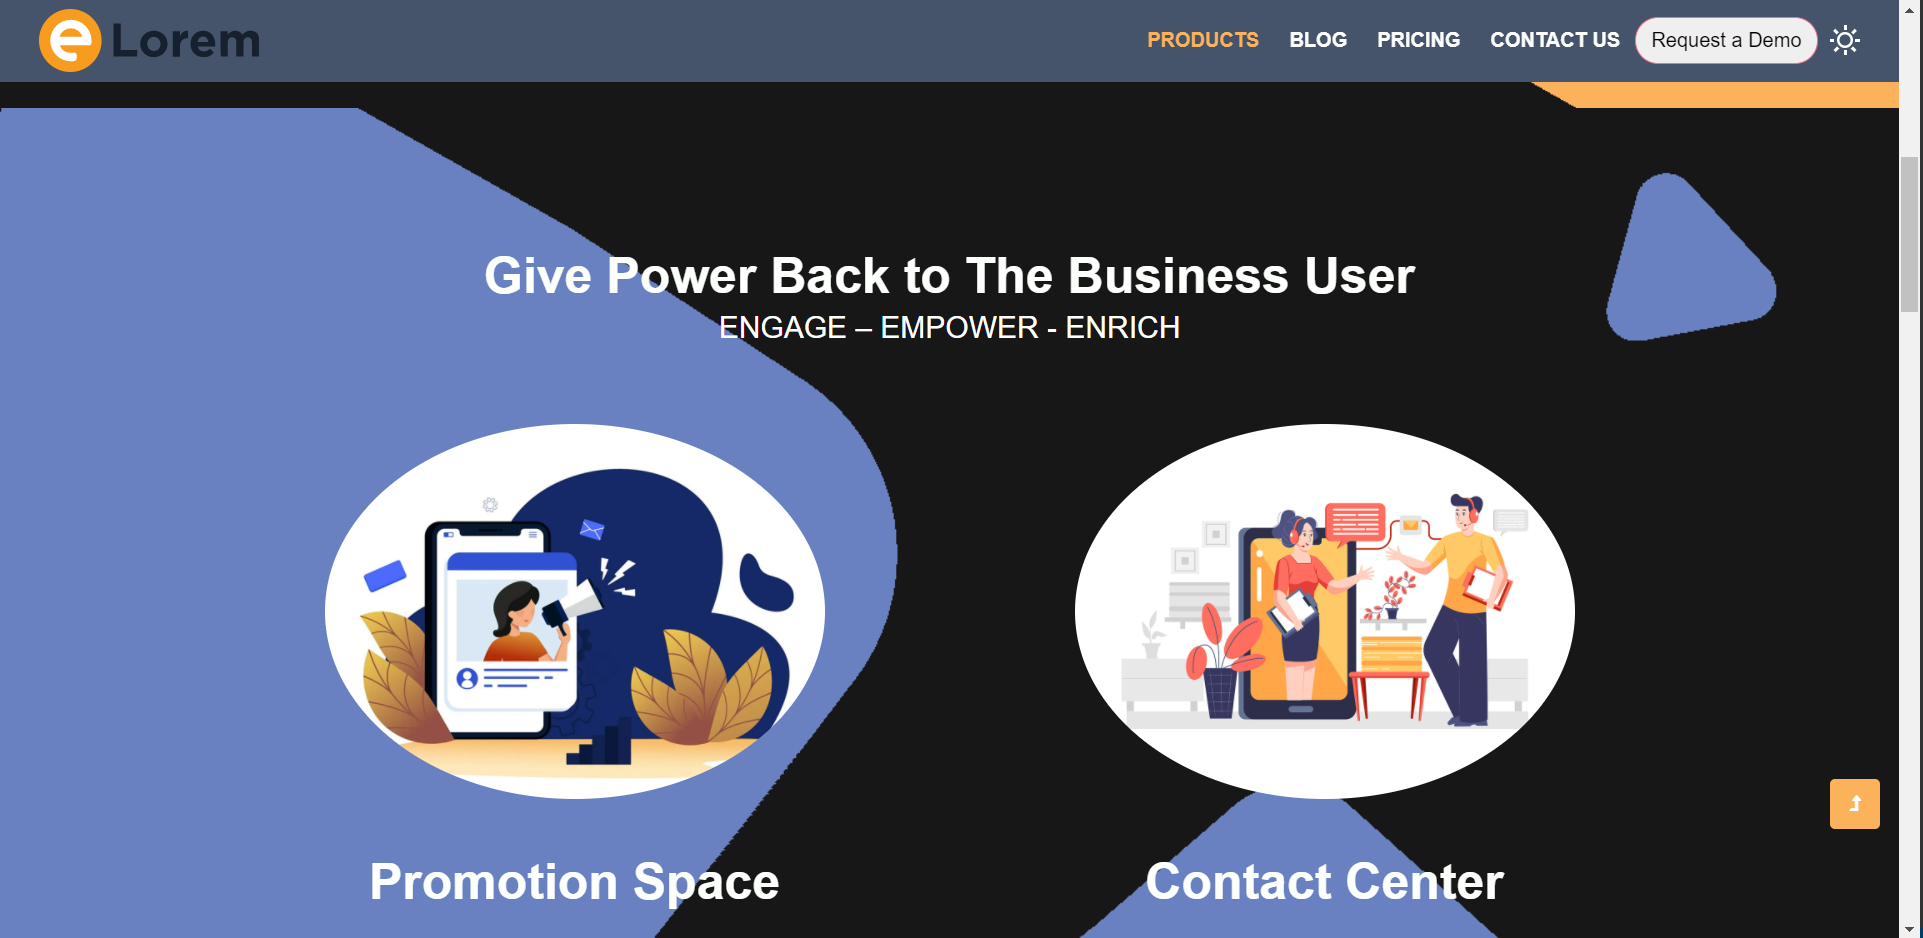 e Lorem
PRODUCTS BLOG PRICING CONTACT US Request a Demo
Give Power Back to The Business User
ENGAGE – EMPOWER - ENRICH
Promotion Space
Contact Center